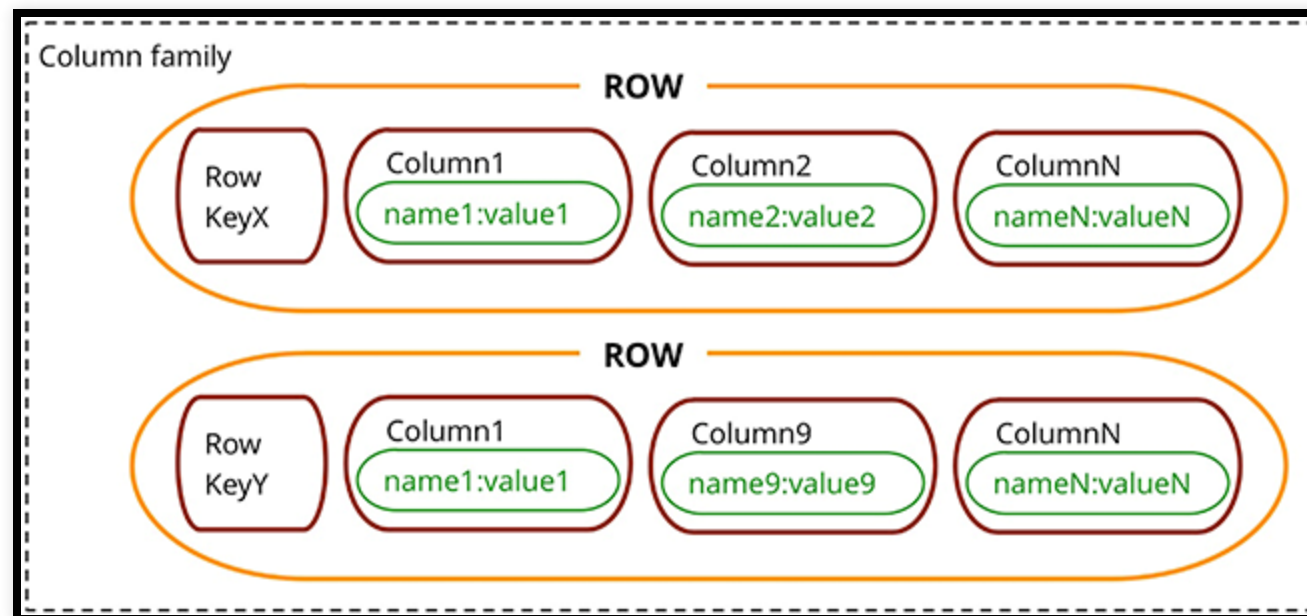 Column family
ROW
Row
KeyX
Column1
name1:value1
Column2
name2:value2
ColumnN
nameN:valueN
ROW
Row
KeyY
Column1
name1:value1
Column9
name9:value9
ColumnN
nameN:valueN